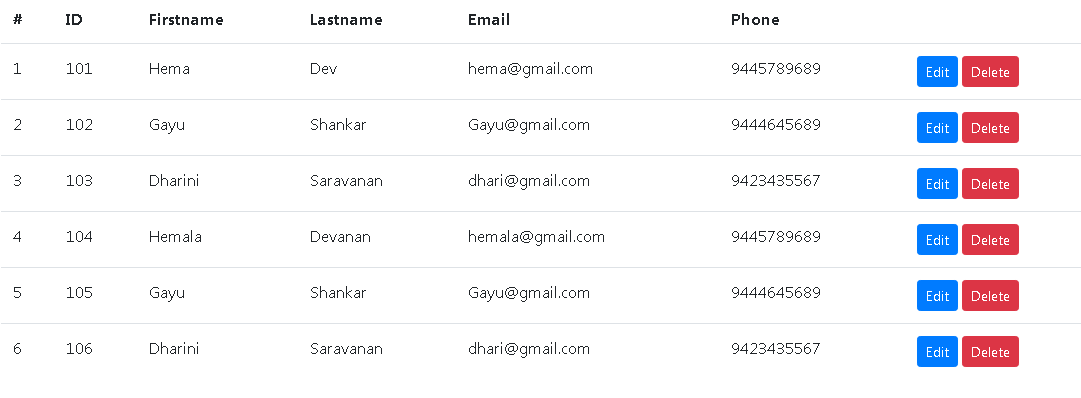 # ID Firstname Lastname Email Phone
1 101 Hema Dev hema@gmail.com 9445789689 Edit Delete
2 102 Gayu Shankar Gayu@gmail.com 9444645689 Edit Delete
3 103 Dharini Saravanan dhari@gmail.com 9423435567 Edit Delete
4 104 Hemala Devanan hemala@gmail.com 9445789689 Edit Delete
5 105 Gayu Shankar Gayu@gmail.com 9444645689 Edit Delete
6 106 Dharini Saravanan dhari@gmail.com 9423435567 Edit Delete